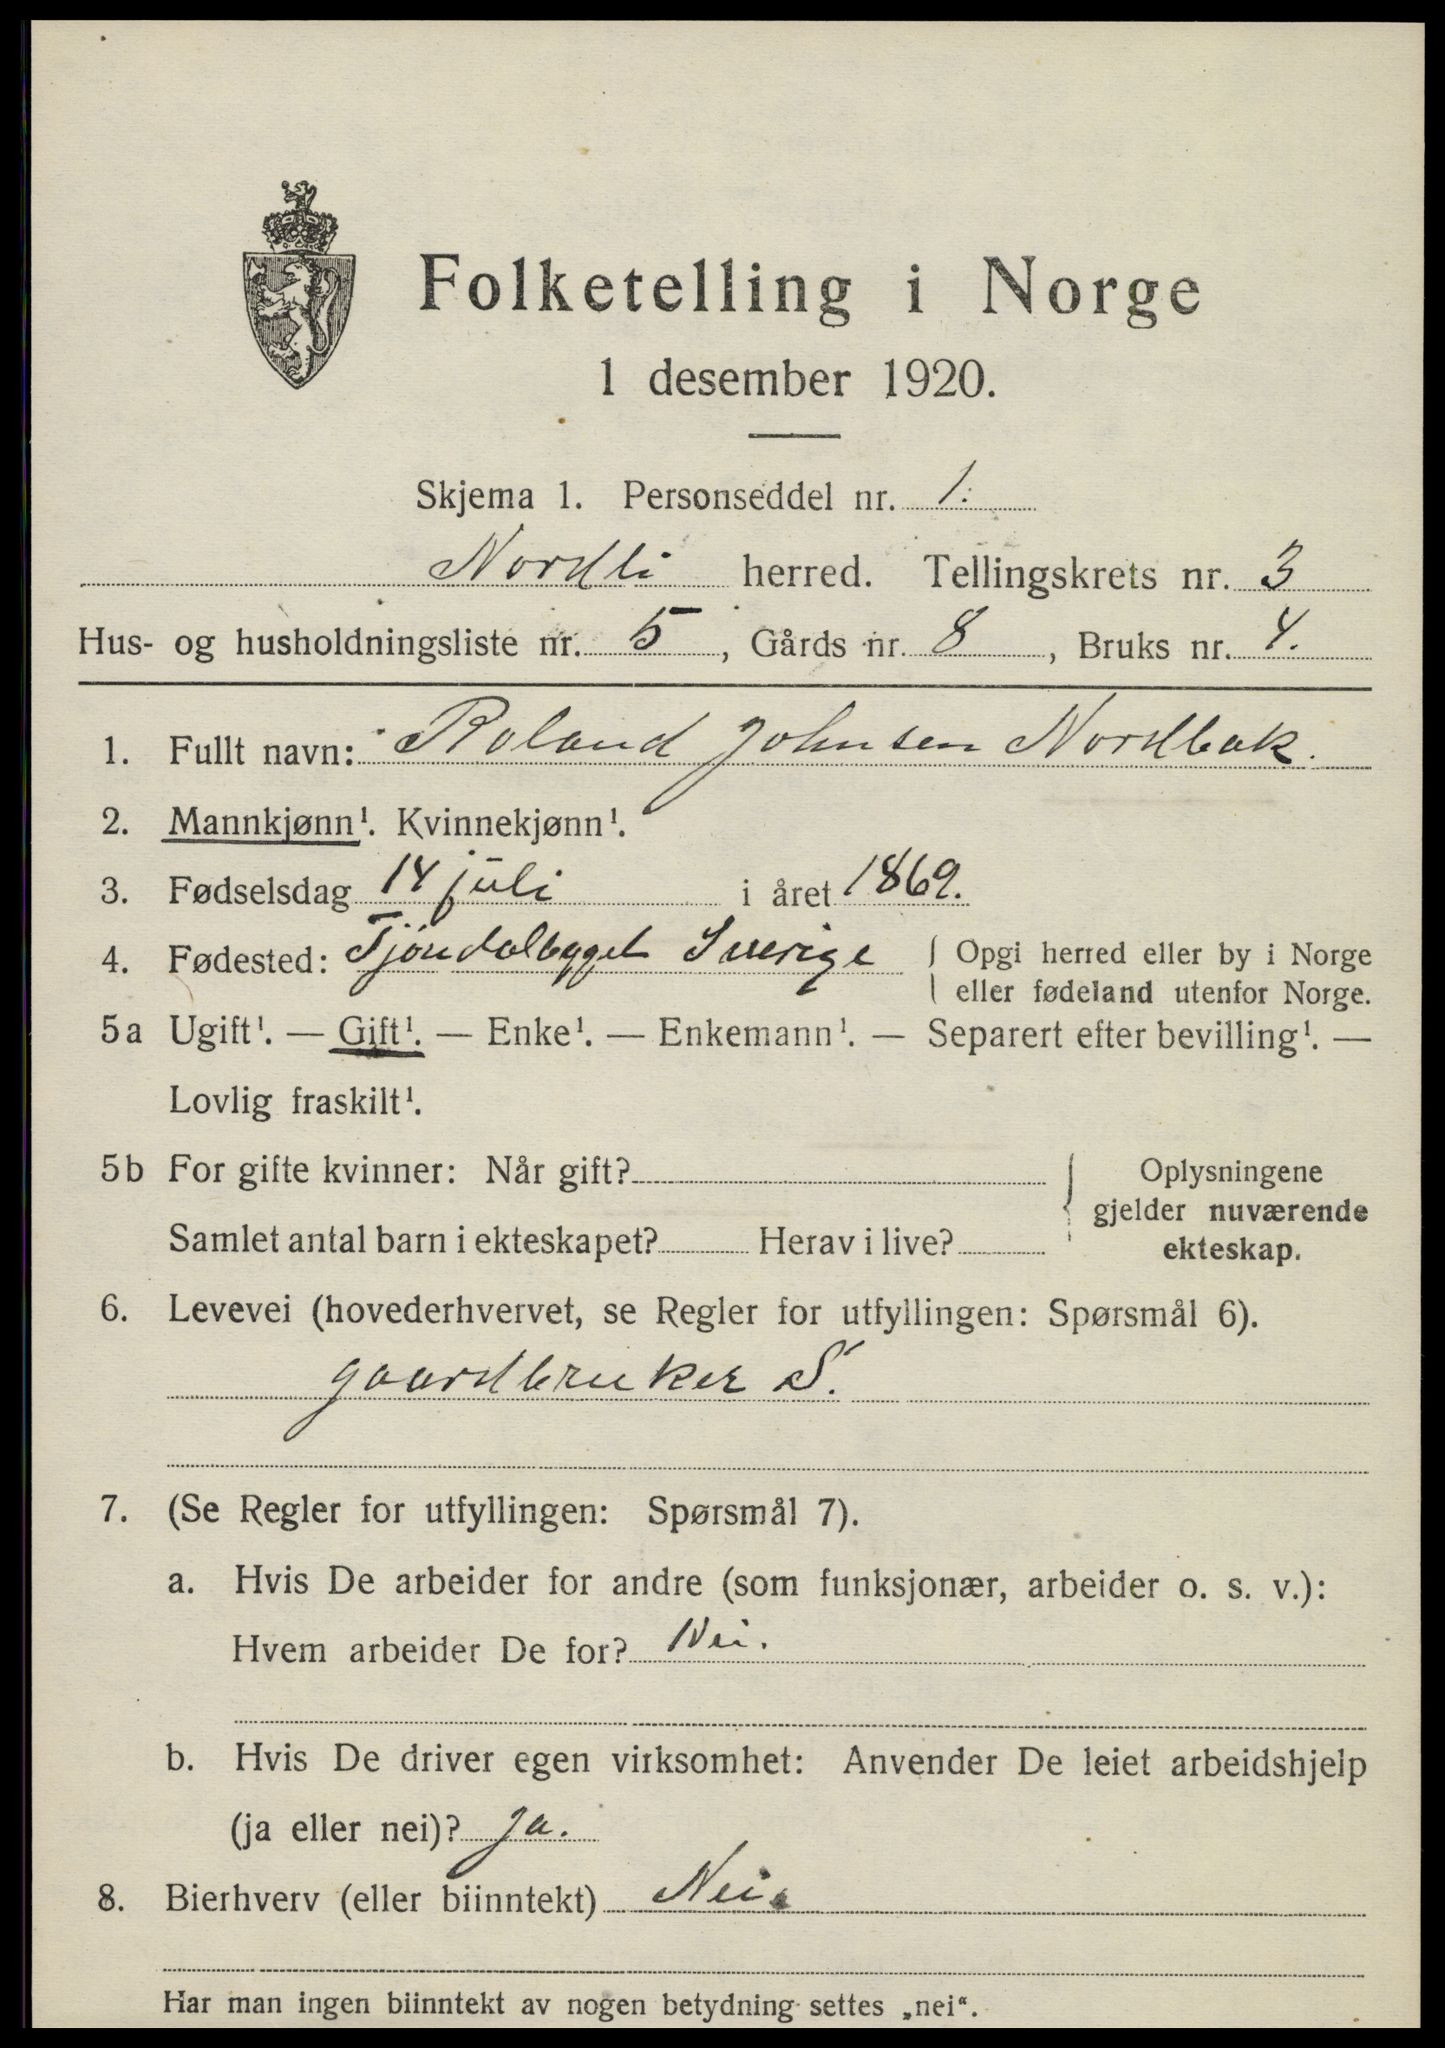 Folketelling i Norge
1 desember 1920.
Skjema 1. Personseddel nr. 1.
Nordli herred. Tellingskrets nr. 3
Hus- og husholdningsliste nr. 5, Gårds nr. 8, Bruks nr. 4.
1. Fullt navn: Roland Johnsen Nordbak.
2. Mannkjønn¹. Kvinnekjønn¹.
3. Fødselsdag 14 juli i året 1869.
4. Fødested: Tjöudalbygget Sverige { Opgi herred eller by i Norge
eller fødeland utenfor Norge.
5a Ugift¹. — Gift¹. — Enke¹. — Enkemann¹. — Separert efter bevilling¹. —
Lovlig fraskilt¹.
5b For gifte kvinner: Når gift? { Oplysningene
gjelder nuværende
Samlet antal barn i ekteskapet? Herav i live? ekteskap.
6. Levevei (hovederhvervet, se Regler for utfyllingen: Spørsmål 6).
gaardbruker S.
7. (Se Regler for utfyllingen: Spørsmål 7).
a. Hvis De arbeider for andre (som funksjonær, arbeider o. s. v.):
Hvem arbeider De for? Nei.
b. Hvis De driver egen virksomhet: Anvender De leiet arbeidshjelp
(ja eller nei)? ja.
8. Bierhverv (eller biinntekt) Nei.
Har man ingen biinntekt av nogen betydning settes „nei“.